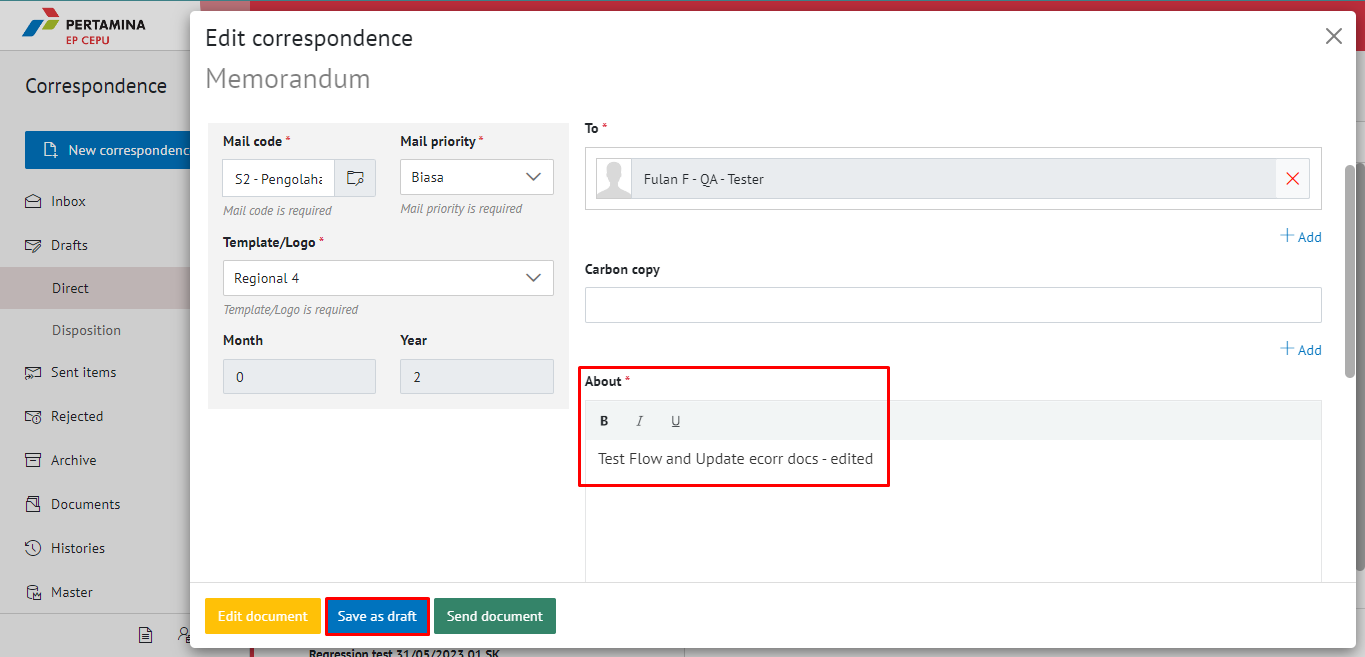 PERTAMINA
EP CEPU
Correspondence
New correspondenc
Inbox
Drafts
Direct
Disposition
Sent items
Rejected
Archive
Documents
Histories
Master
Edit correspondence
Memorandum
Mail code *
S2 - Pengolaha
Mail code is required
Mail priority *
Biasa
Mail priority is required
Template/Logo *
Regional 4
Template/Logo is required
Month
0
Year
2
To *
Fulan F - QA - Tester
+ Add
Carbon copy
+ Add
About *
B I U
Test Flow and Update ecorr docs - edited
Edit document Save as draft Send document
Regression test 31/05/2023 01 SK